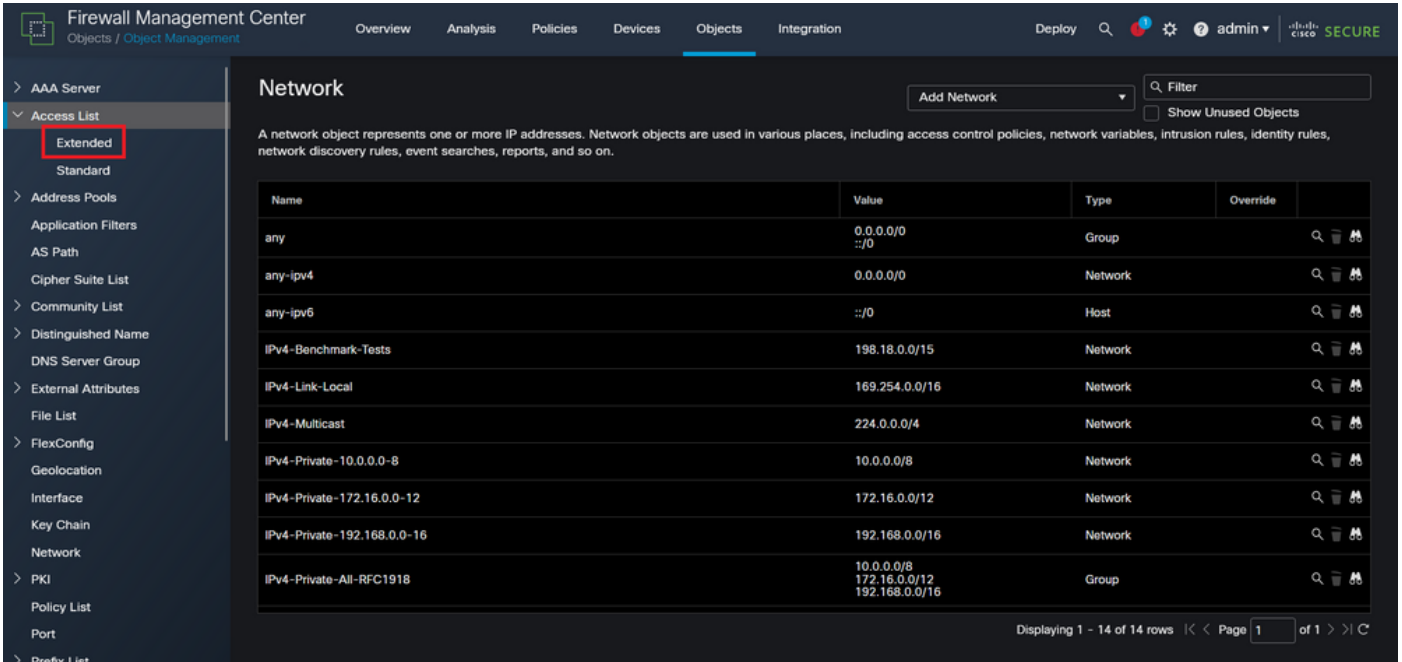 Firewall Management Center
Objects / Object Management
Overview
Analysis
Policies
Devices
Objects
Integration
Deploy
1
admin
cisco SECURE
AAA Server
Access List
Extended
Standard
Address Pools
Application Filters
AS Path
Cipher Suite List
Community List
Distinguished Name
DNS Server Group
External Attributes
File List
FlexConfig
Geolocation
Interface
Key Chain
Network
PKI
Policy List
Port
Prefix List
Network
Add Network
Filter
Show Unused Objects
A network object represents one or more IP addresses. Network objects are used in various places, including access control policies, network variables, intrusion rules, identity rules,
network discovery rules, event searches, reports, and so on.
Name Value Type Override
any 0.0.0.0/0 Group
::/0
any-ipv4 0.0.0.0/0 Network
any-ipv6 ::/0 Host
IPv4-Benchmark-Tests 198.18.0.0/15 Network
IPv4-Link-Local 169.254.0.0/16 Network
IPv4-Multicast 224.0.0.0/4 Network
IPv4-Private-10.0.0.0-8 10.0.0.0/8 Network
IPv4-Private-172.16.0.0-12 172.16.0.0/12 Network
IPv4-Private-192.168.0.0-16 192.168.0.0/16 Network
IPv4-Private-All-RFC1918 10.0.0.0/8 Group
172.16.0.0/12
192.168.0.0/16
Displaying 1 - 14 of 14 rows |< < Page 1 of 1 > >|